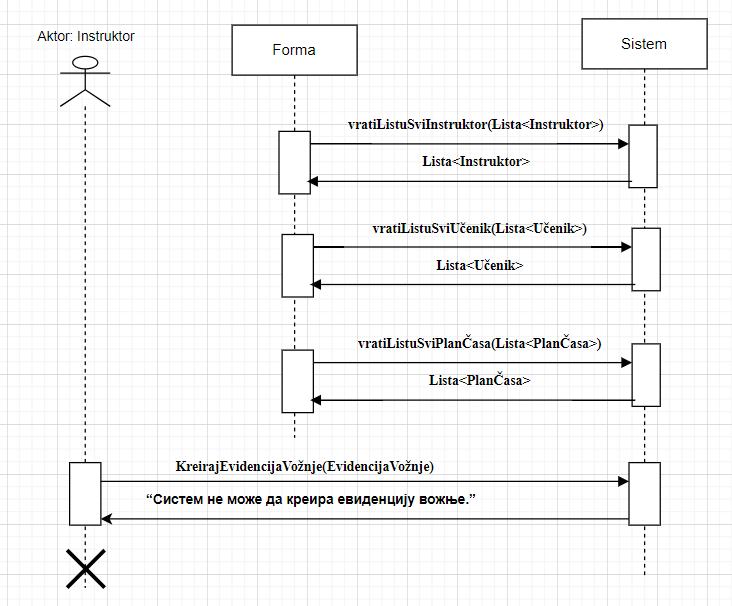 Aktor: Instruktor
Forma
Sistem
vratiListuSviInstruktor(Lista<Instruktor>)
Lista<Instruktor>
vratiListuSviUčenik(Lista<Učenik>)
Lista<Učenik>
vratiListuSviPlanČasa(Lista<PlanČasa>)
Lista<PlanČasa>
KreirajEvidencijaVožnje(EvidencijaVožnje)
“Систем не може да креира евиденцију вожње.”